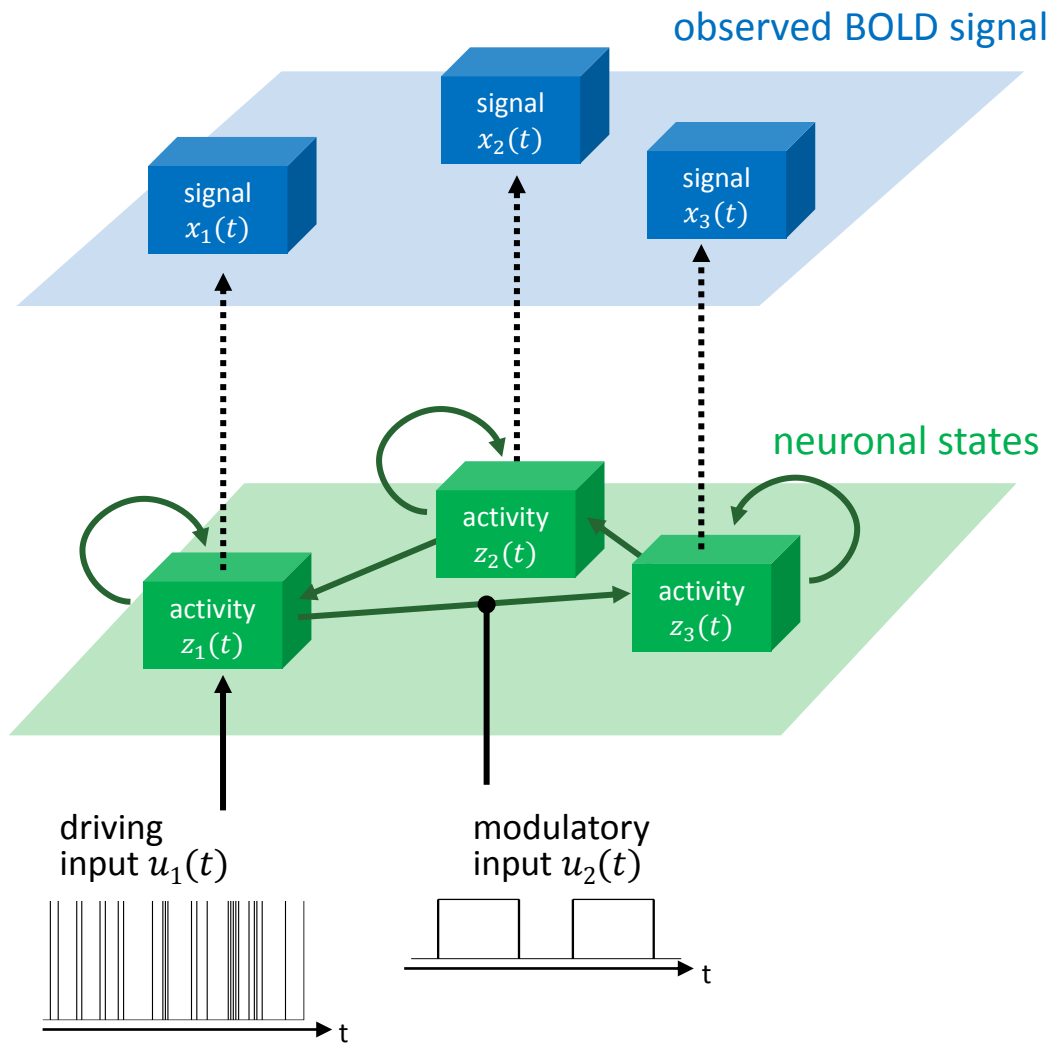 observed BOLD signal
signal
x₂(t)
signal
x₁(t)
signal
x₃(t)
neuronal states
activity
z₂(t)
activity
z₁(t)
activity
z₃(t)
driving
input u₁(t)
modulatory
input u₂(t)
t
t